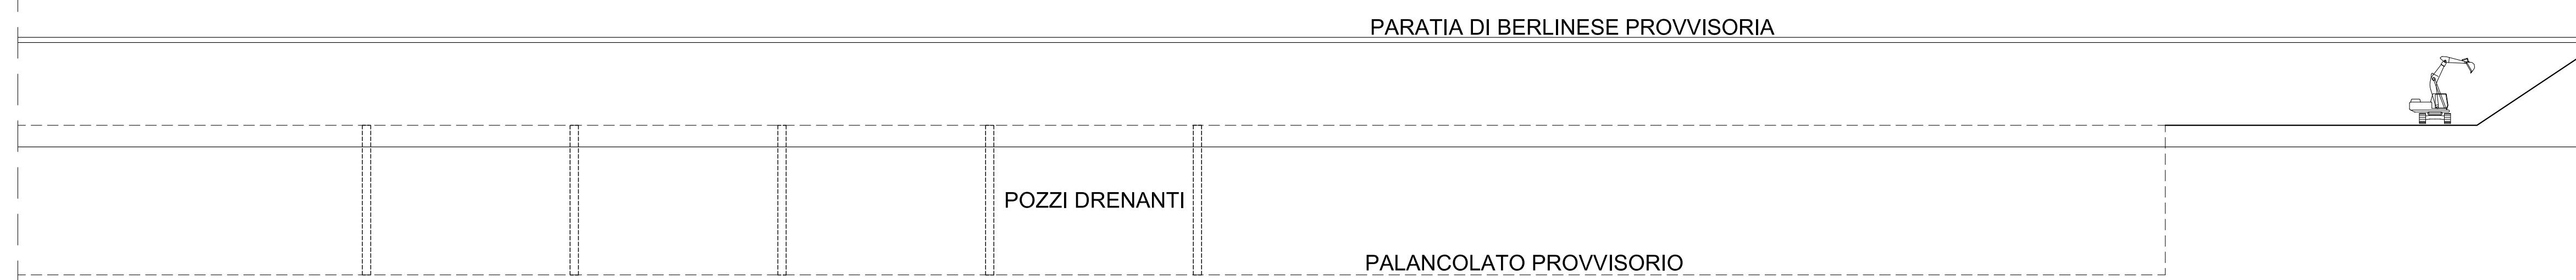 PARATIA DI BERLINESE PROVVISORIA
POZZI DRENANTI
PALANCOLATO PROVVISORIO